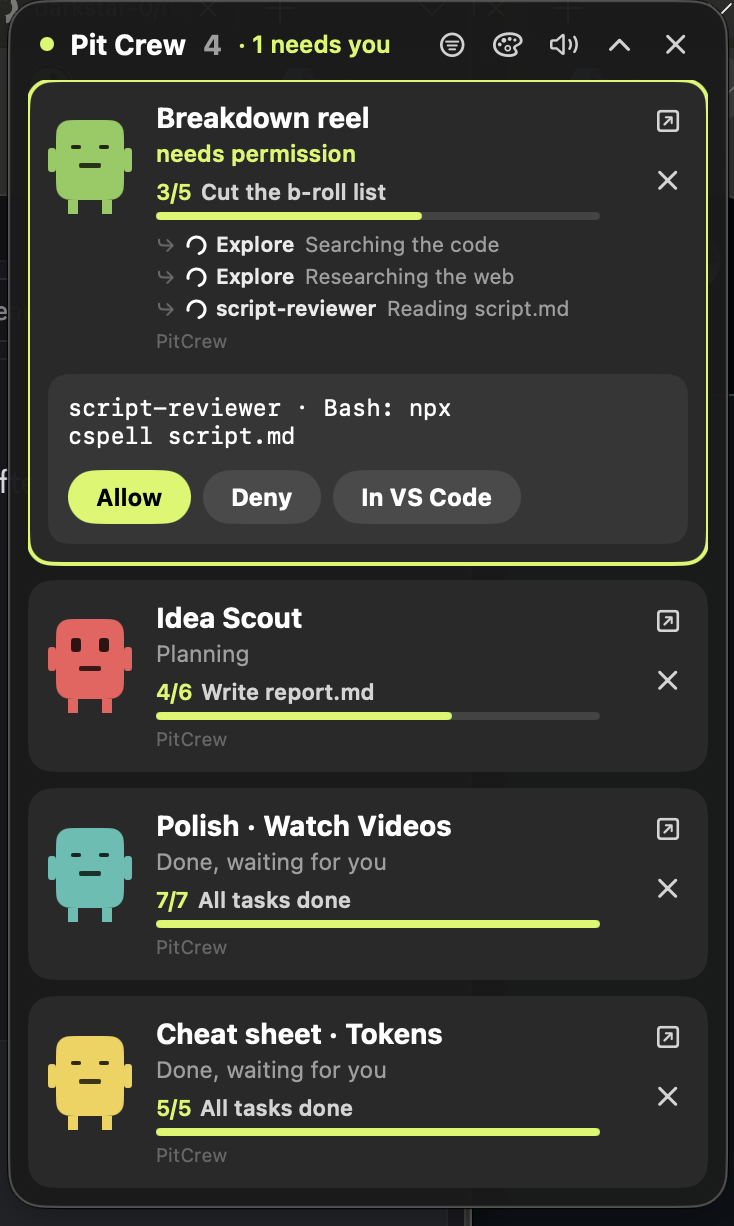 Pit Crew 4 · 1 needs you
Breakdown reel
needs permission
3/5 Cut the b-roll list
Explore Searching the code
Explore Researching the web
script-reviewer Reading script.md
PitCrew
script-reviewer · Bash: npx
cspell script.md
Allow Deny In VS Code
Idea Scout
Planning
4/6 Write report.md
PitCrew
Polish · Watch Videos
Done, waiting for you
7/7 All tasks done
PitCrew
Cheat sheet · Tokens
Done, waiting for you
5/5 All tasks done
PitCrew